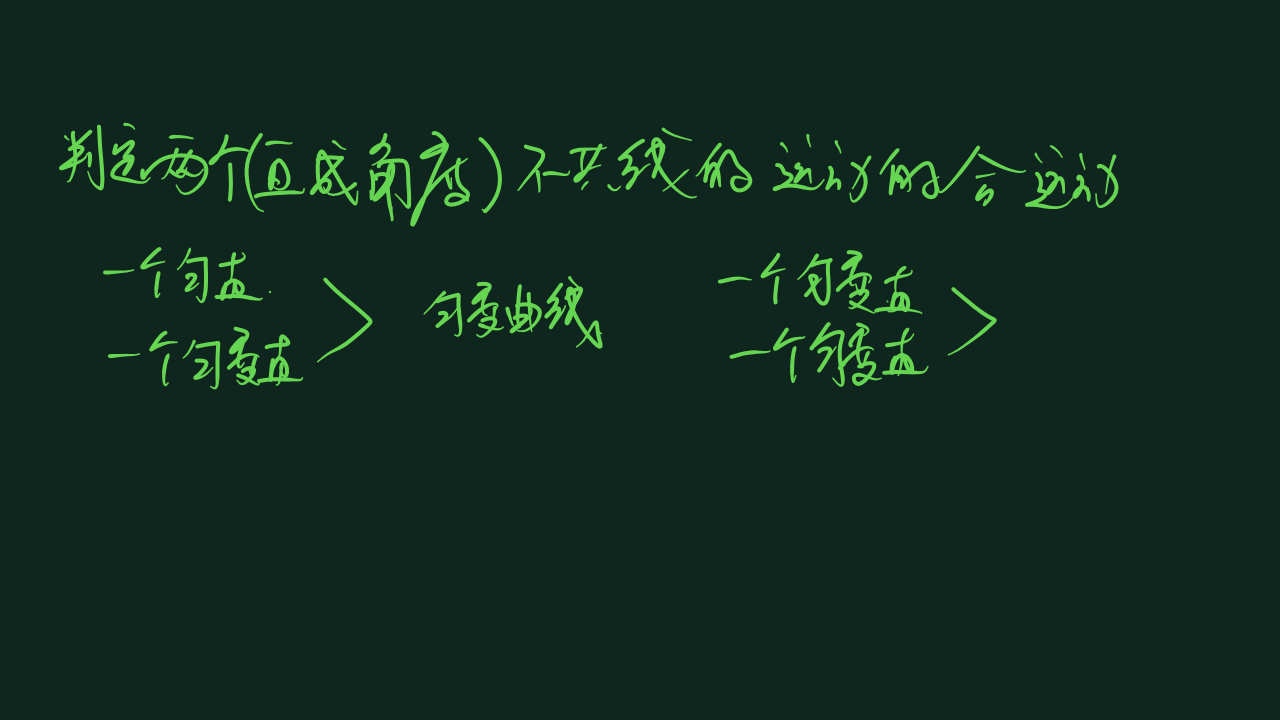 判定两个(直成角度)不共线的运动的合运动
一个匀直
一个匀变直 > 匀变曲线
一个匀变直
一个匀变直 >